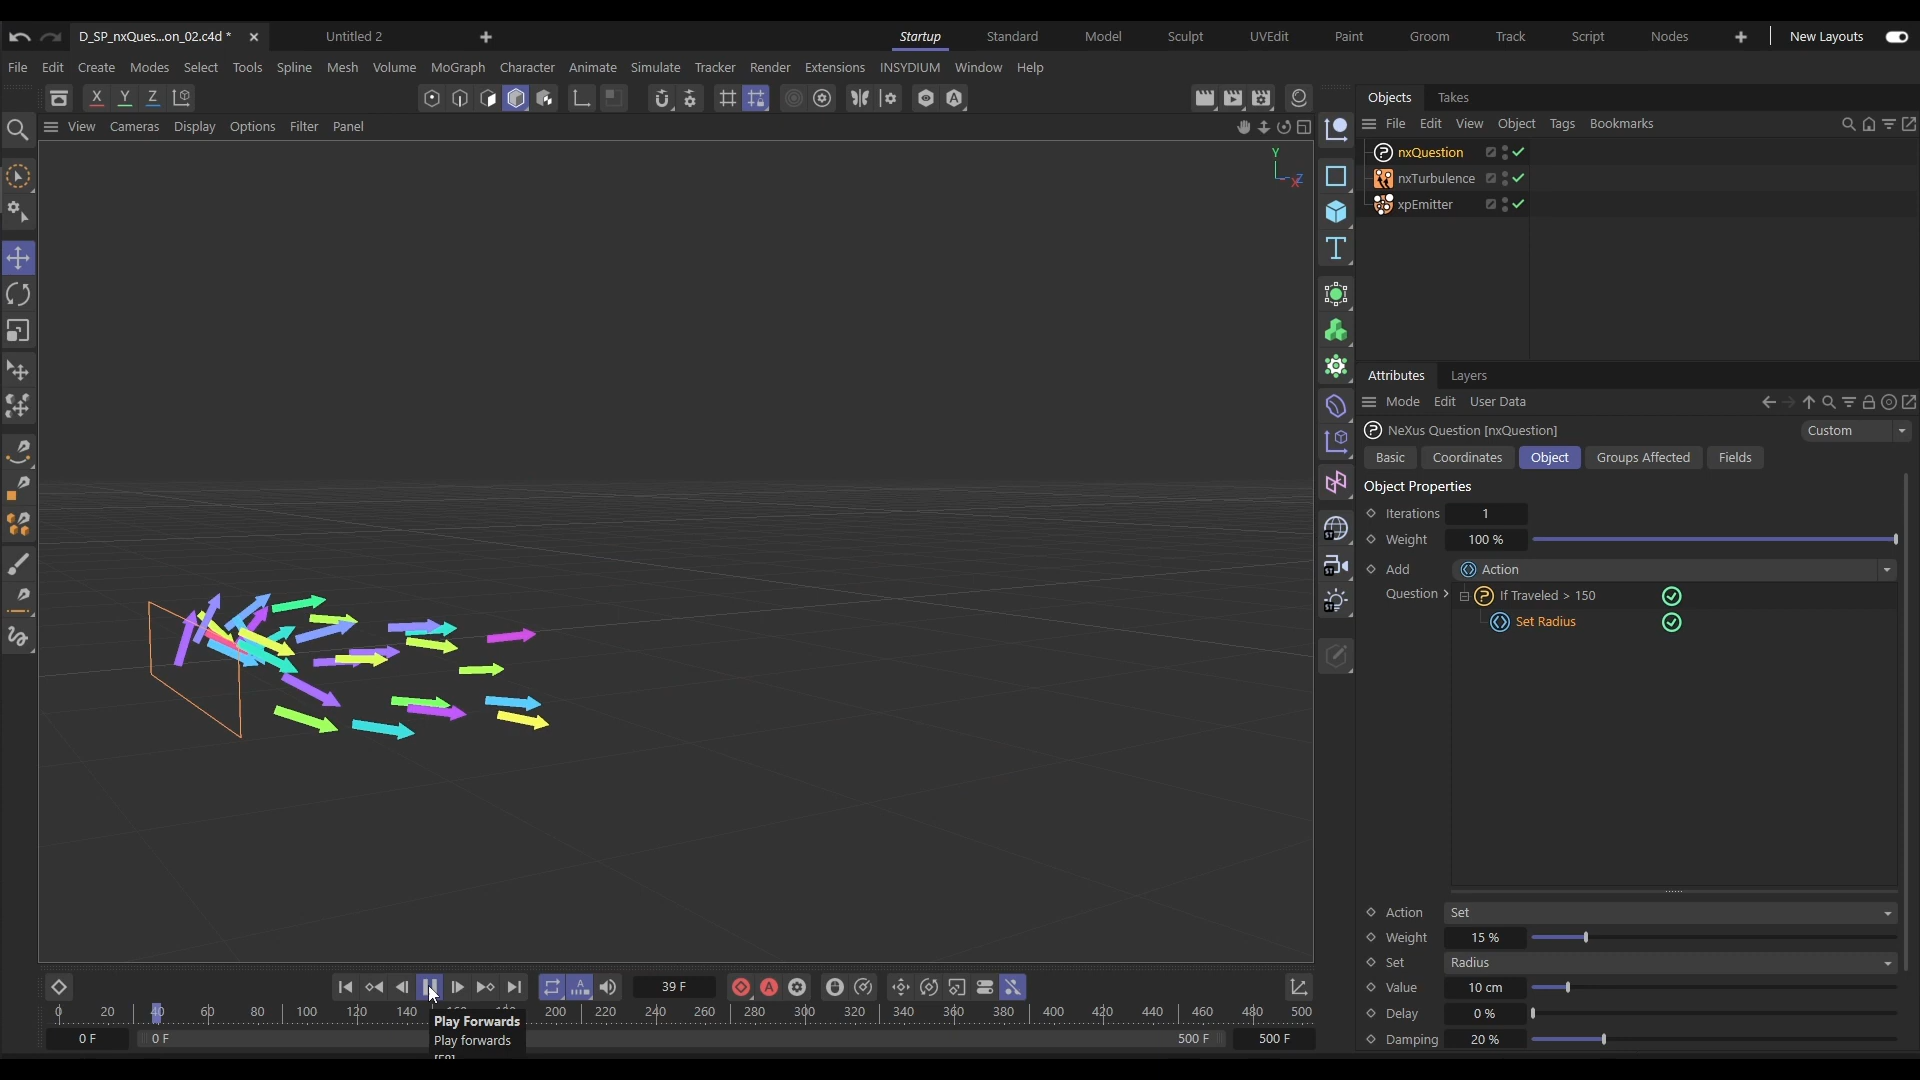 D_SP_nxQues...on_02.c4d *
Untitled 2
Startup
Standard
Model
Sculpt
UVEdit
Paint
Groom
Track
Script
Nodes
New Layouts
File Edit Create Modes Select Tools Spline Mesh Volume MoGraph Character Animate Simulate Tracker Render Extensions INSYDIUM Window Help
X Y Z
View Cameras Display Options Filter Panel
Y
Z
X
Objects Takes
File Edit View Object Tags Bookmarks
nxQuestion
nxTurbulence
xpEmitter
Attributes Layers
Mode Edit User Data
NeXus Question [nxQuestion]
Custom
Basic Coordinates Object Groups Affected Fields
Object Properties
Iterations 1
Weight 100 %
Add Action
Question If Traveled > 150
Set Radius
Action Set
Weight 15 %
Set Radius
Value 10 cm
Delay 0 %
Damping 20 %
39 F
0 20 40 60 80 100 120 140 200 220 240 260 280 300 320 340 360 380 400 420 440 460 480 500
Play Forwards
Play forwards
0 F
0 F
500 F
500 F